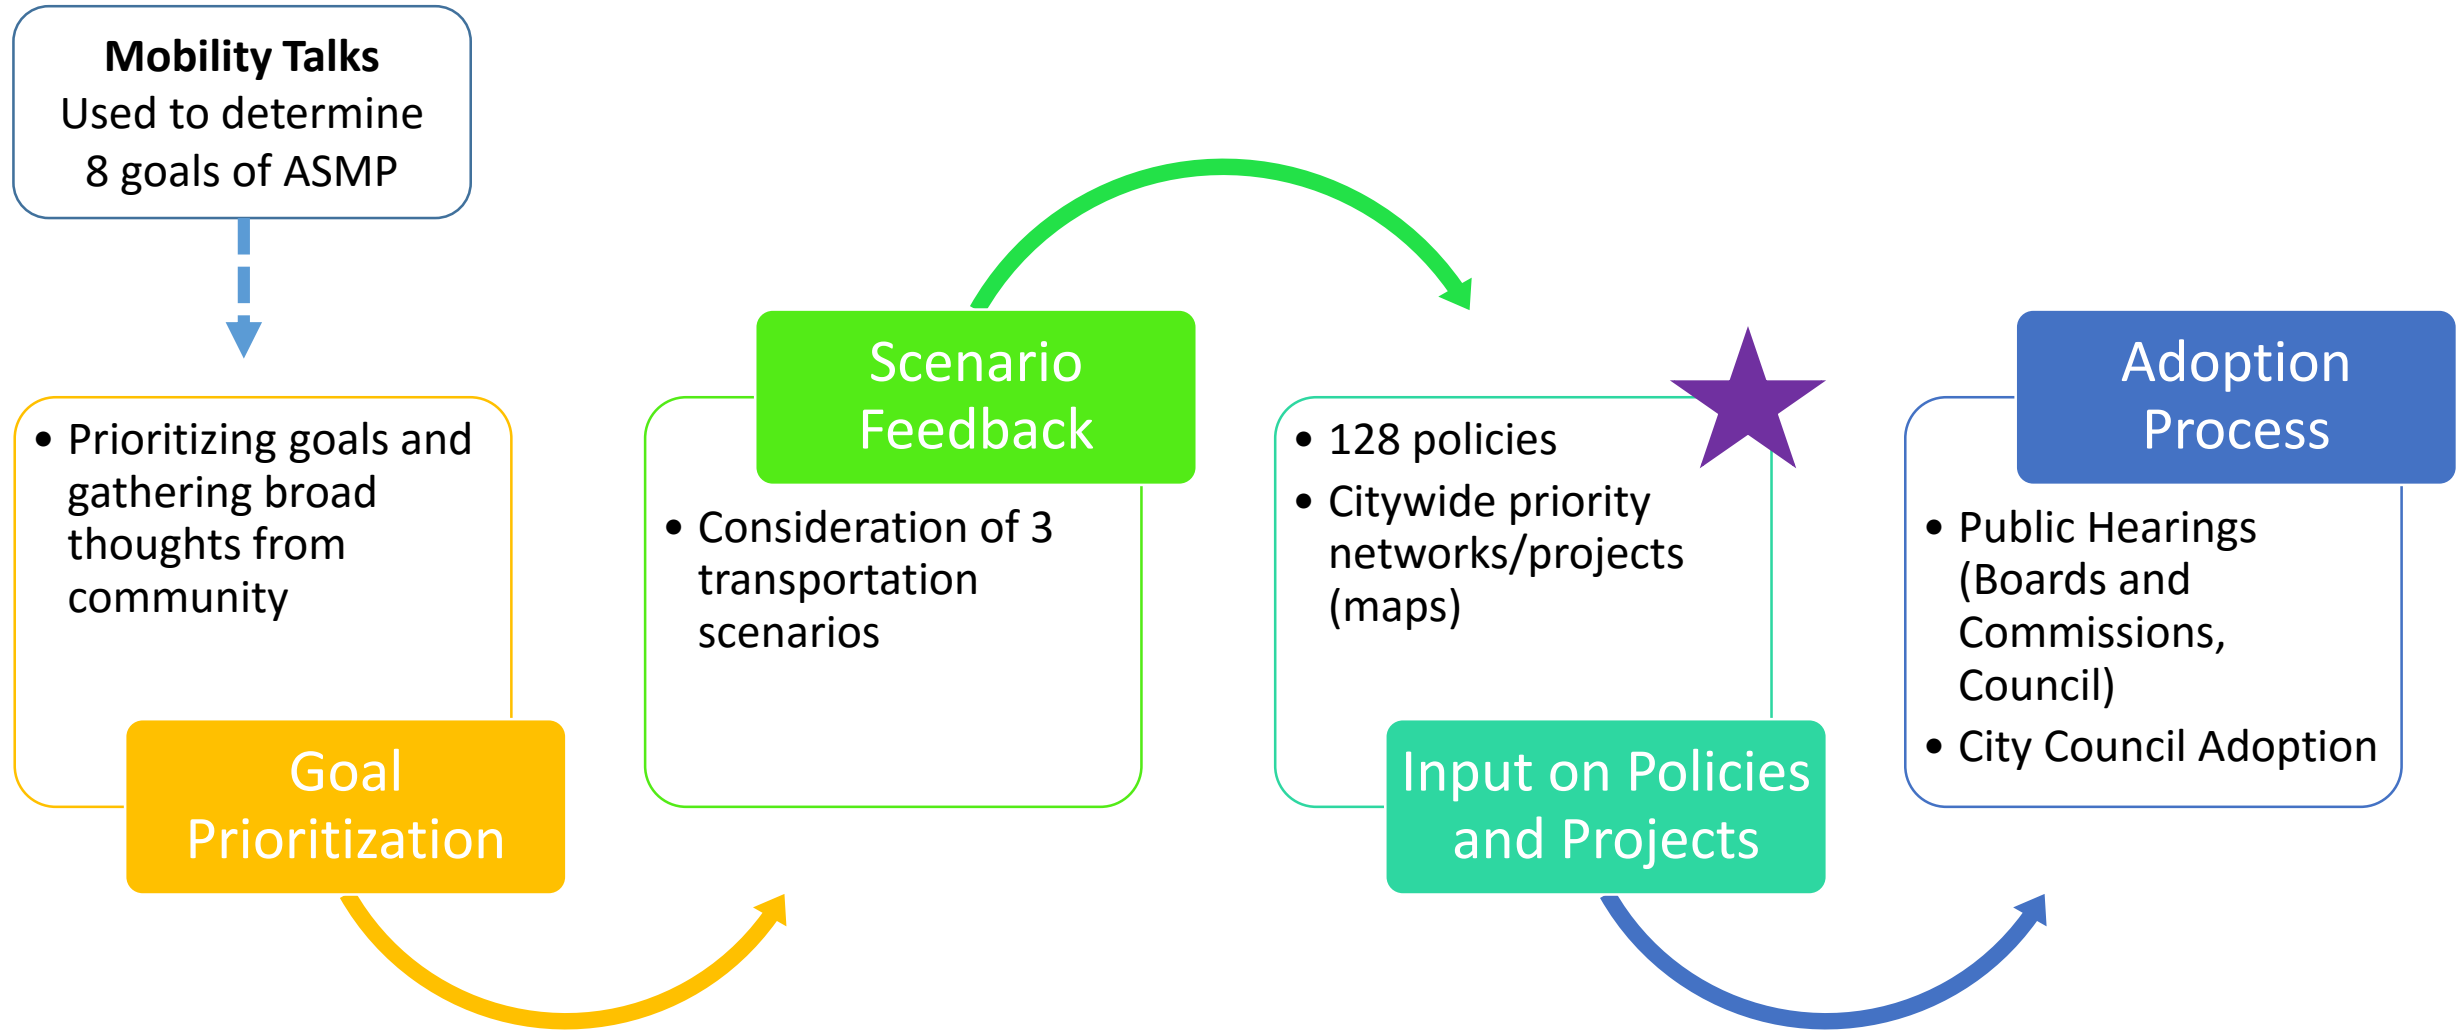 Mobility Talks
Used to determine
8 goals of ASMP
• Prioritizing goals and
gathering broad
thoughts from
community
Goal
Prioritization
Scenario
Feedback
• Consideration of 3
transportation
scenarios
• 128 policies
• Citywide priority
networks/projects
(maps)
Input on Policies
and Projects
Adoption
Process
• Public Hearings
(Boards and
Commissions,
Council)
• City Council Adoption